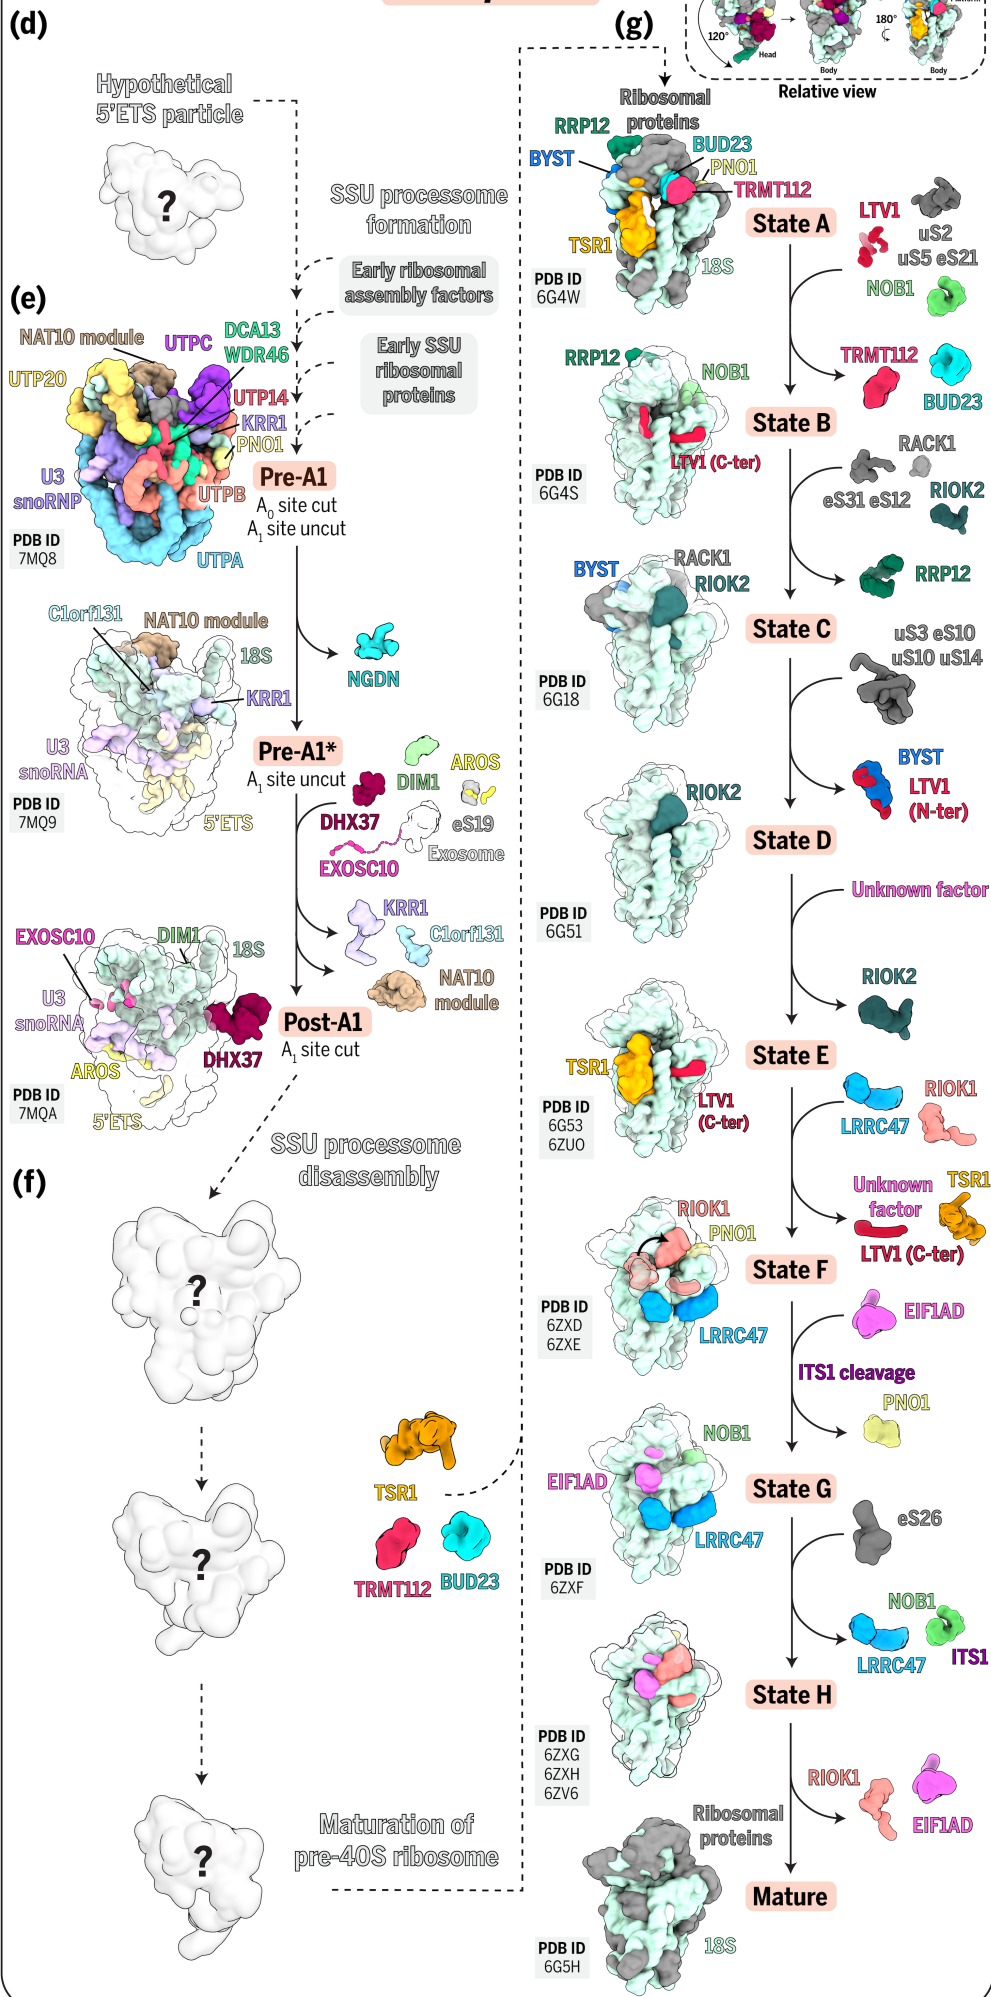 (d)
Hypothetical
5'ETS particle
?
SSU processome
formation
Early ribosomal
assembly factors
Early SSU
ribosomal
proteins
(e)
NAT10 module
UTPC
DCA13
WDR46
UTP20
UTP14
KRR1
PNO1
U3
snoRNP
UTPB
UTPA
PDB ID
7MQ8
Pre-A1
A0 site cut
A1 site uncut
NGDN
C1orf131
NAT10 module
18S
KRR1
U3
snoRNA
5'ETS
PDB ID
7MQ9
Pre-A1*
A1 site uncut
DIM1
AROS
DHX37
eS19
Exosome
EXOSC10
KRR1
C1orf131
NAT10
module
EXOSC10
DIM1
18S
U3
snoRNA
DHX37
AROS
5'ETS
PDB ID
7MQA
Post-A1
A1 site cut
SSU processome
disassembly
(f)
?
?
TSR1
TRMT112
BUD23
?
Maturation of
pre-40S ribosome
(g)
120°
Head
Body
180°
Body
Relative view
Ribosomal
proteins
RRP12
BUD23
BYST
PNO1
TRMT112
TSR1
18S
PDB ID
6G4W
State A
LTV1
uS2
uS5 eS21
NOB1
TRMT112
BUD23
RRP12
NOB1
LTV1 (C-ter)
PDB ID
6G4S
State B
RACK1
eS31 eS12
RIOK2
RRP12
BYST
RACK1
RIOK2
PDB ID
6G18
State C
uS3 eS10
uS10 uS14
BYST
LTV1
(N-ter)
RIOK2
PDB ID
6G51
State D
Unknown factor
RIOK2
TSR1
LTV1
(C-ter)
PDB ID
6G53
6ZUO
State E
LRRC47
RIOK1
Unknown
factor
TSR1
LTV1 (C-ter)
RIOK1
PNO1
LRRC47
PDB ID
6ZXD
6ZXE
State F
EIF1AD
ITS1 cleavage
PNO1
NOB1
EIF1AD
LRRC47
PDB ID
6ZXF
State G
eS26
NOB1
LRRC47
ITS1
State H
PDB ID
6ZXG
6ZXH
6ZV6
RIOK1
EIF1AD
Ribosomal
proteins
Mature
18S
PDB ID
6G5H